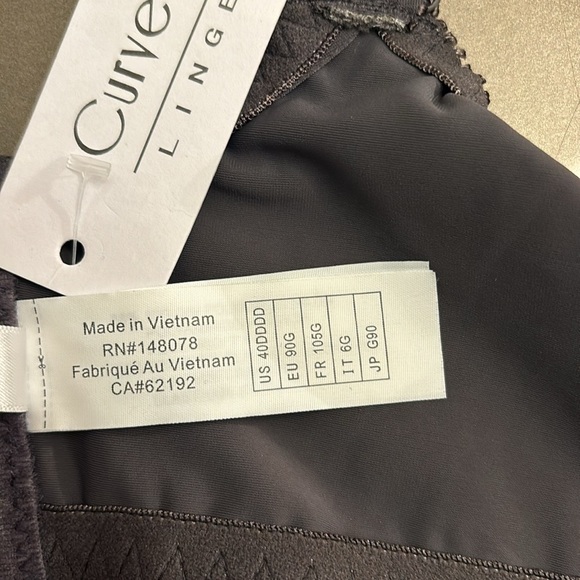 Curve
LINGE
Made in Vietnam
RN#148078
Fabriqué Au Vietnam
CA#62192
US 40DDDD
EU 90G
FR 105G
IT 6G
JP G90